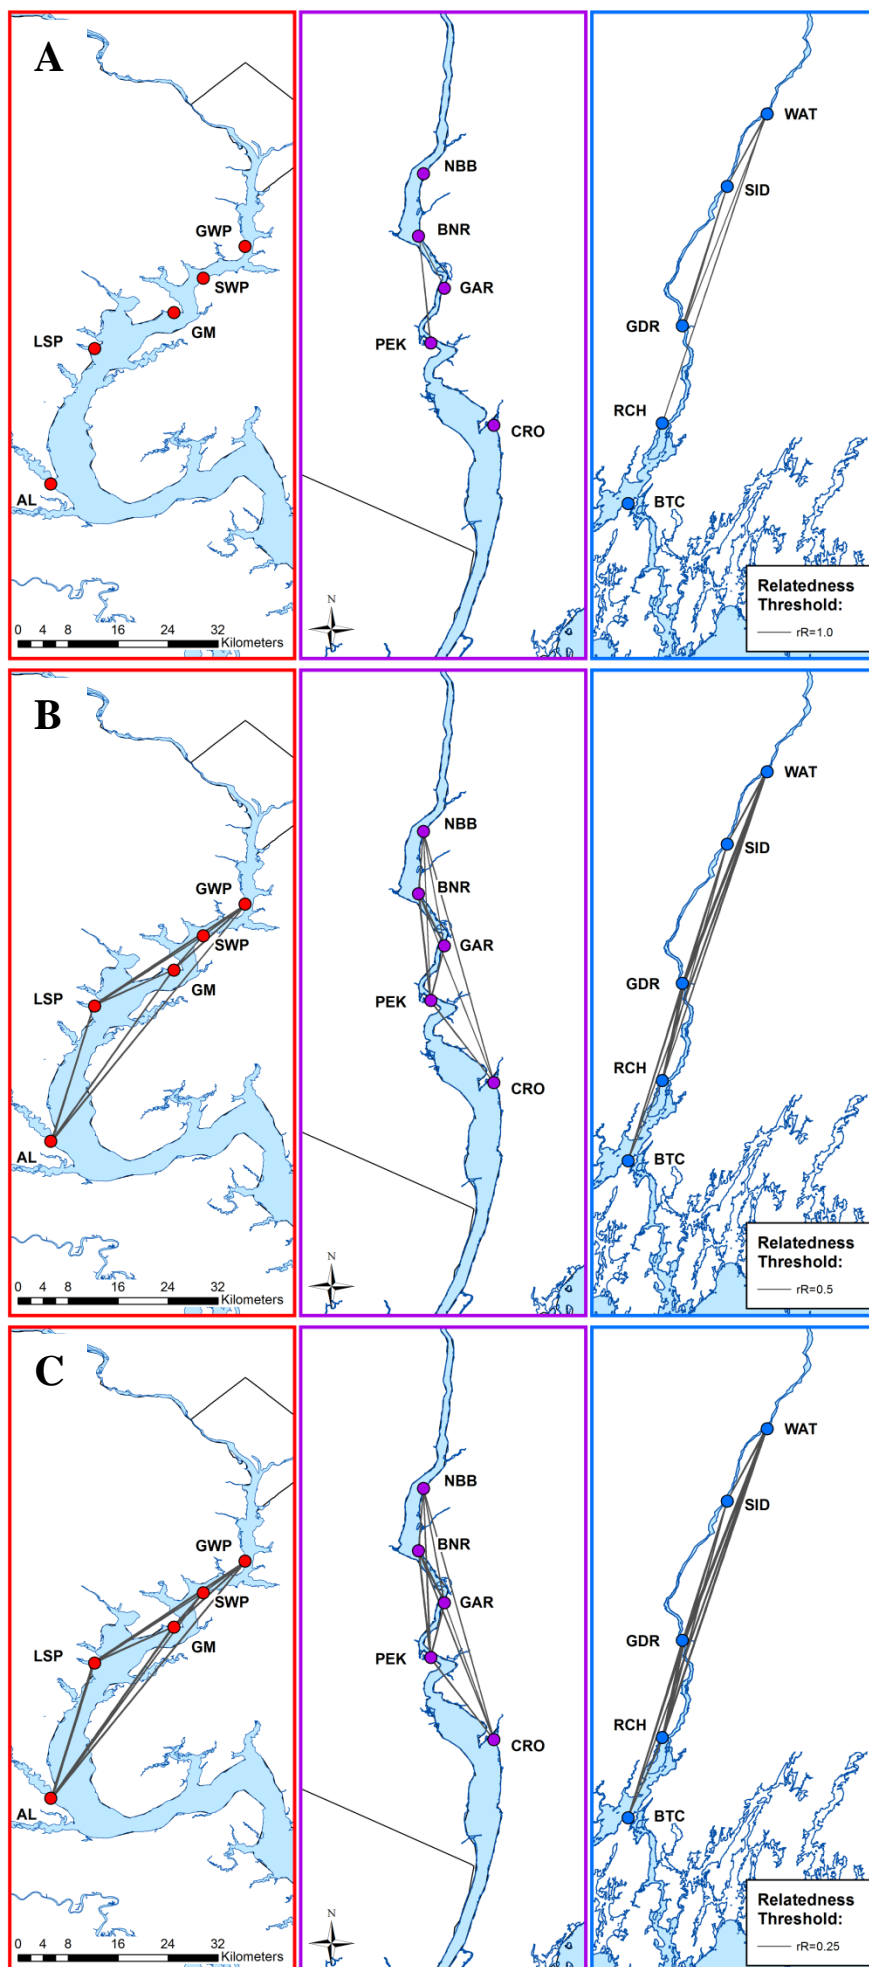 A
WAT
NBB
SID
GWP
BNR
SWP
GAR
GM
GDR
LSP
PEK
RCH
CRO
AL
BTC
Relatedness
Threshold:
rR=1.0
N
0 4 8 16 24 32
Kilometers
B
WAT
NBB
SID
GWP
BNR
SWP
GAR
GM
GDR
LSP
PEK
RCH
CRO
AL
BTC
Relatedness
Threshold:
rR=0.5
N
0 4 8 16 24 32
Kilometers
C
WAT
NBB
SID
GWP
BNR
SWP
GAR
GM
GDR
LSP
PEK
RCH
CRO
AL
BTC
Relatedness
Threshold:
rR=0.25
N
0 4 8 16 24 32
Kilometers